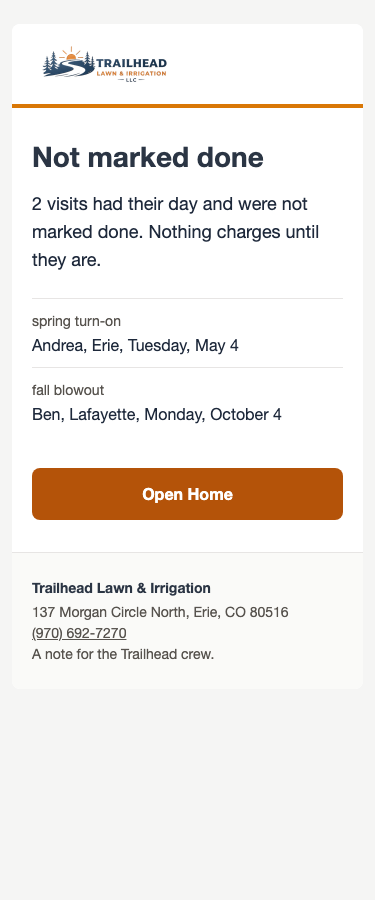 TRAILHEAD
LAWN & IRRIGATION
LLC
Not marked done
2 visits had their day and were not
marked done. Nothing charges until
they are.
spring turn-on
Andrea, Erie, Tuesday, May 4
fall blowout
Ben, Lafayette, Monday, October 4
Open Home
Trailhead Lawn & Irrigation
137 Morgan Circle North, Erie, CO 80516
(970) 692-7270
A note for the Trailhead crew.